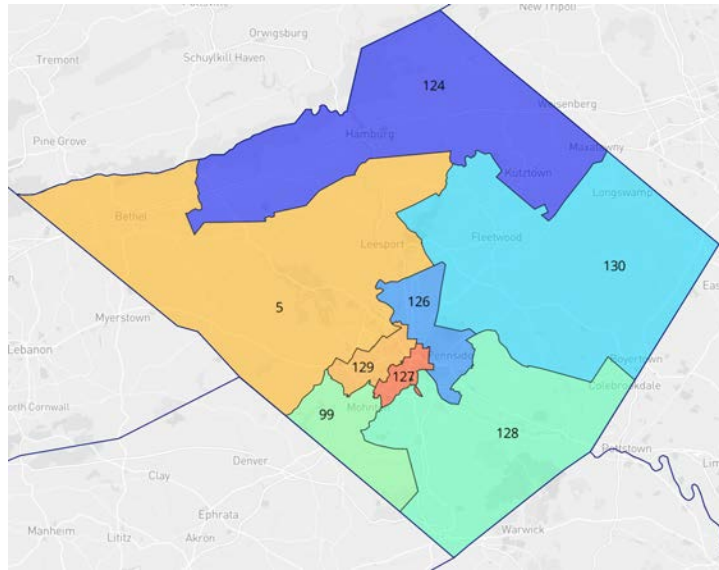 New Tripoli
Orwigsburg
Tremont
Schuylkill Haven
124
Weisenberg
Pine Grove
Hamburg
Maxatawny
Kutztown
Longswamp
Bethel
Leesport
Fleetwood
130
5
126
Myerstown
Lebanon
Pennside
Boyertown
129
127
Colebrookdale
North Cornwall
99
Mohnton
128
Pottstown
Denver
Clay
Ephrata
Manheim
Lititz
Akron
Warwick